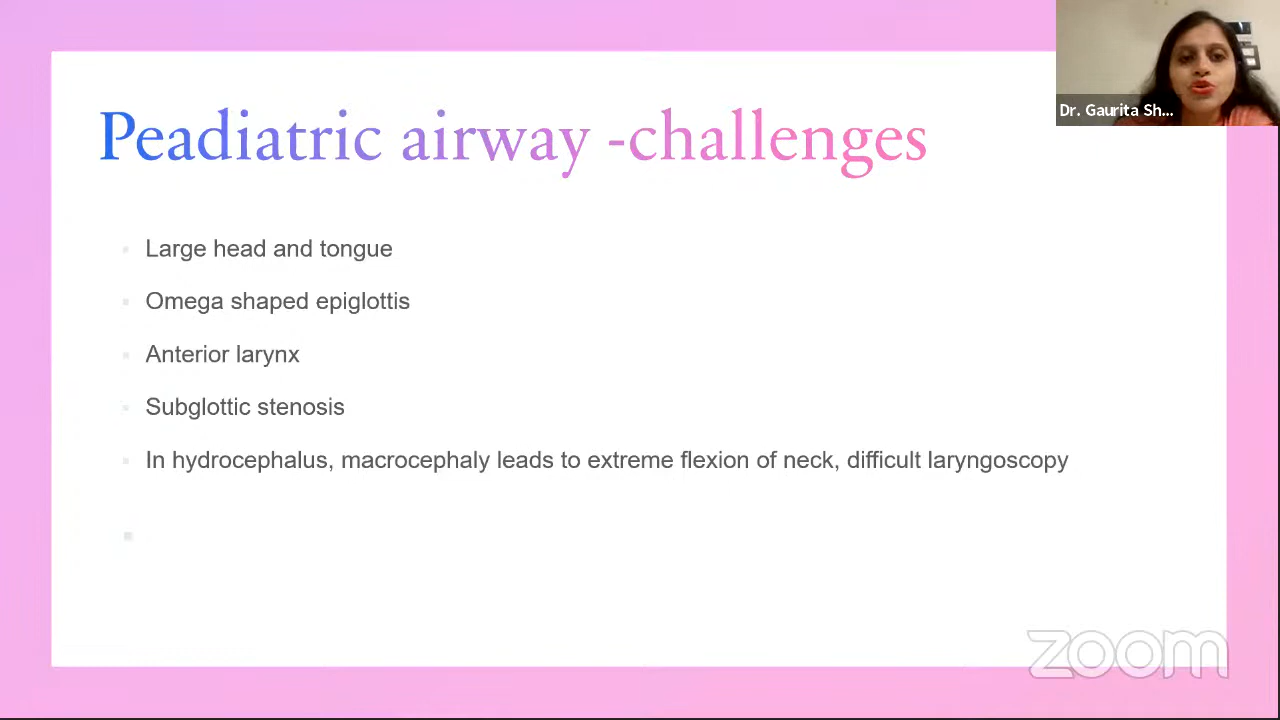 Dr. Gaurita Sh...
Peadiatric airway -challenges
Large head and tongue
Omega shaped epiglottis
Anterior larynx
Subglottic stenosis
In hydrocephalus, macrocephaly leads to extreme flexion of neck, difficult laryngoscopy
zoom